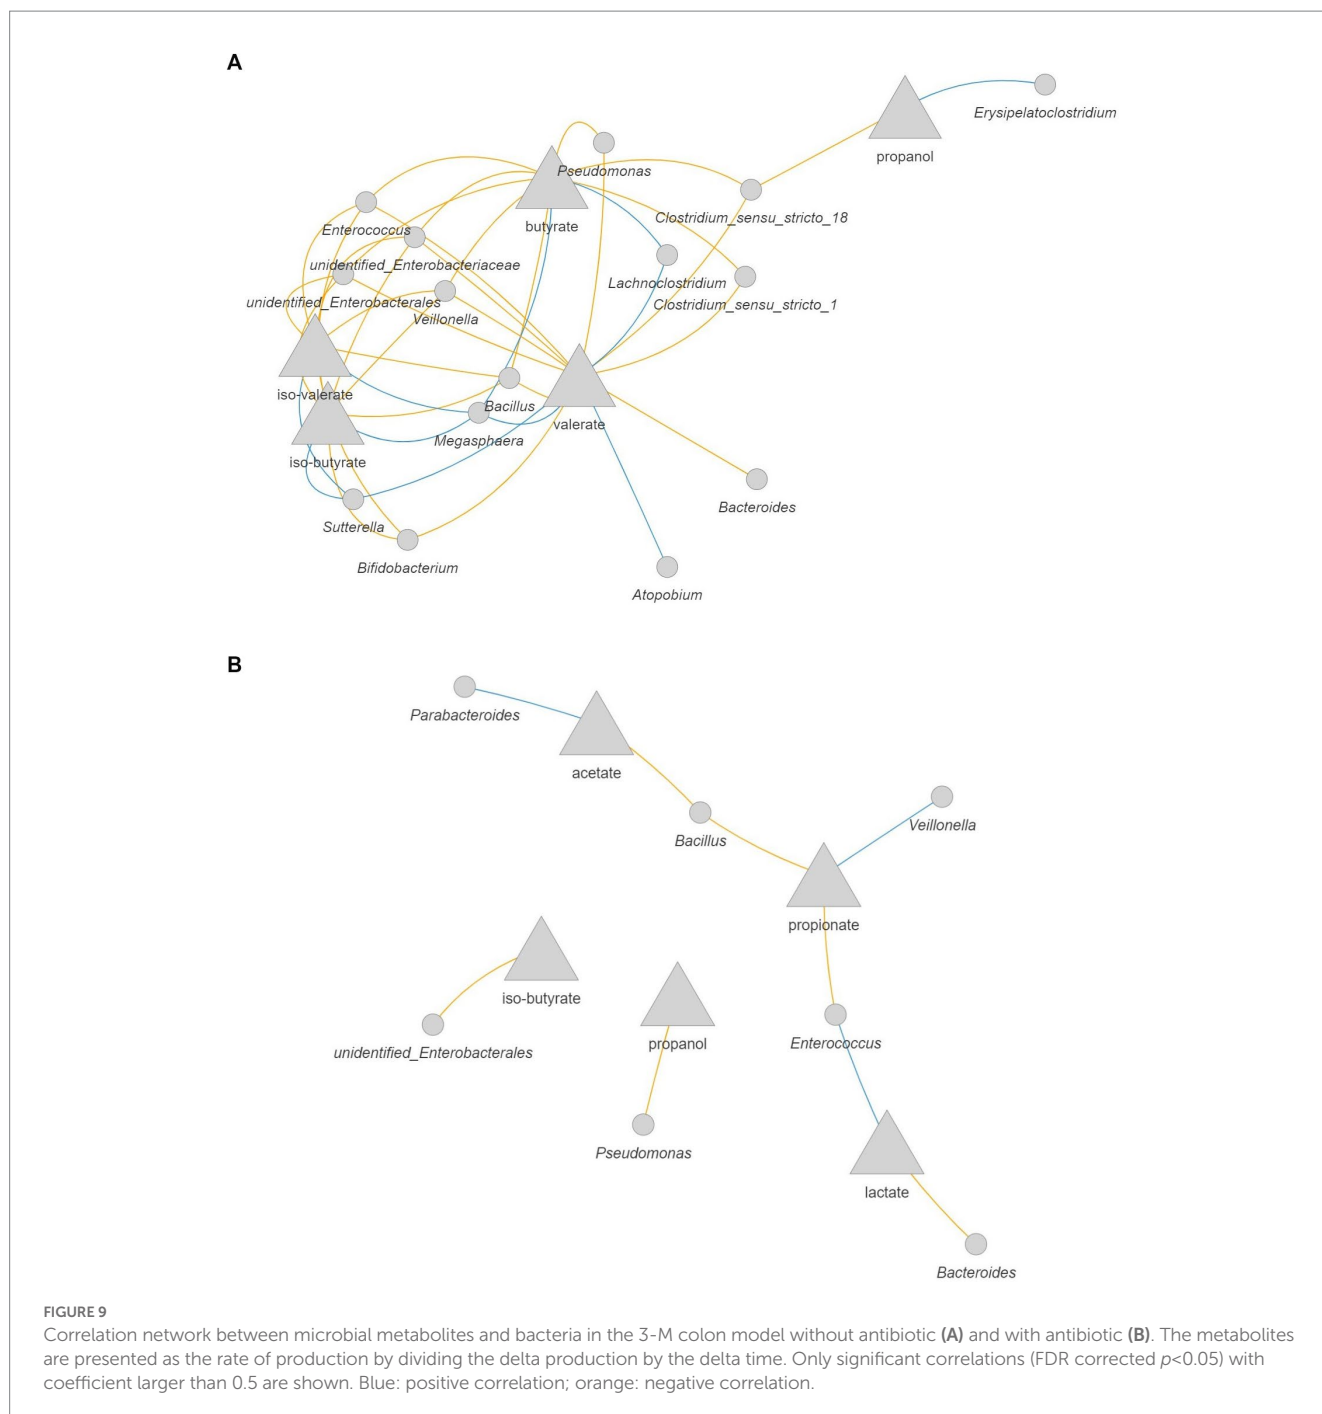 A
Erysipelatoclostridium
propanol
Pseudomonas
Clostridium_sensu_stricto_18
butyrate
Enterococcus
unidentified_Enterobacteriaceae
Lachnoclostridium
unidentified_Enterobacterales
Clostridium_sensu_stricto_1
Veillonella
iso-valerate
Bacillus
valerate
Megasphaera
iso-butyrate
Bacteroides
Sutterella
Bifidobacterium
Atopobium
B
Parabacteroides
acetate
Veillonella
Bacillus
propionate
iso-butyrate
propanol
Enterococcus
unidentified_Enterobacterales
Pseudomonas
lactate
Bacteroides
FIGURE 9
Correlation network between microbial metabolites and bacteria in the 3-M colon model without antibiotic (A) and with antibiotic (B). The metabolites
are presented as the rate of production by dividing the delta production by the delta time. Only significant correlations (FDR corrected p<0.05) with
coefficient larger than 0.5 are shown. Blue: positive correlation; orange: negative correlation.